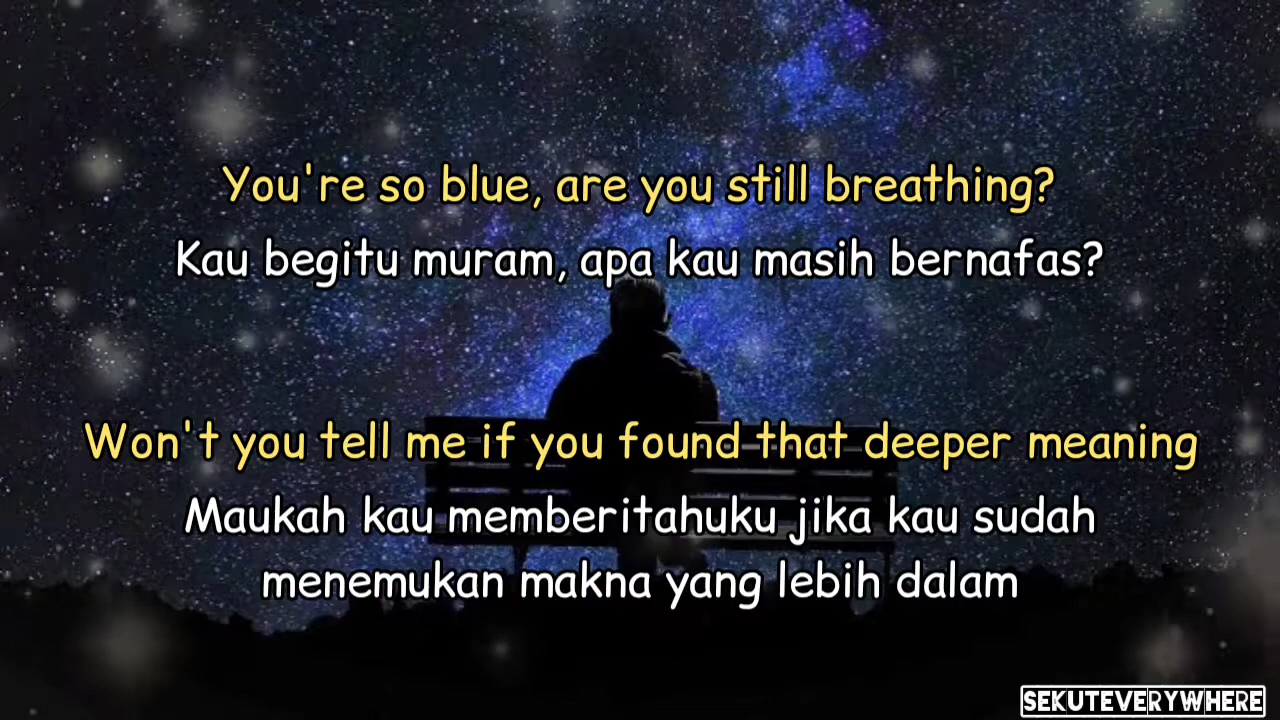 You're so blue, are you still breathing?
Kau begitu muram, apa kau masih bernafas?
Won't you tell me if you found that deeper meaning
Maukah kau memberitahuku jika kau sudah
menemukan makna yang lebih dalam
SEKUTEVERYWHERE